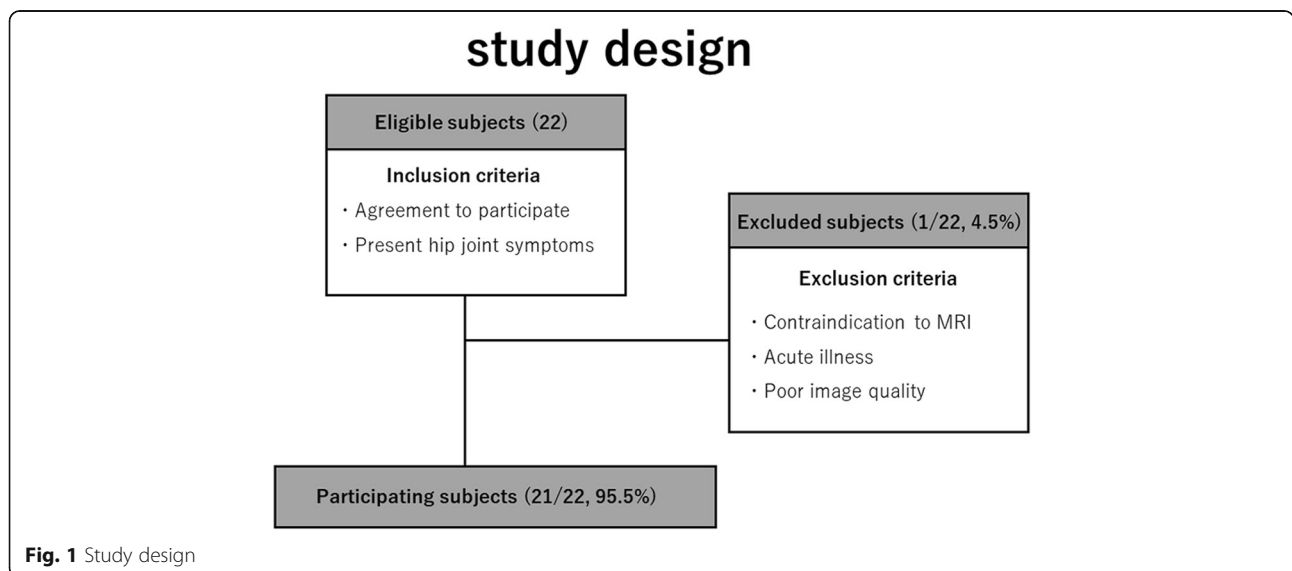 study design
Eligible subjects (22)
Inclusion criteria
・Agreement to participate
・Present hip joint symptoms
Excluded subjects (1/22, 4.5%)
Exclusion criteria
・Contraindication to MRI
・Acute illness
・Poor image quality
Participating subjects (21/22, 95.5%)
Fig. 1 Study design